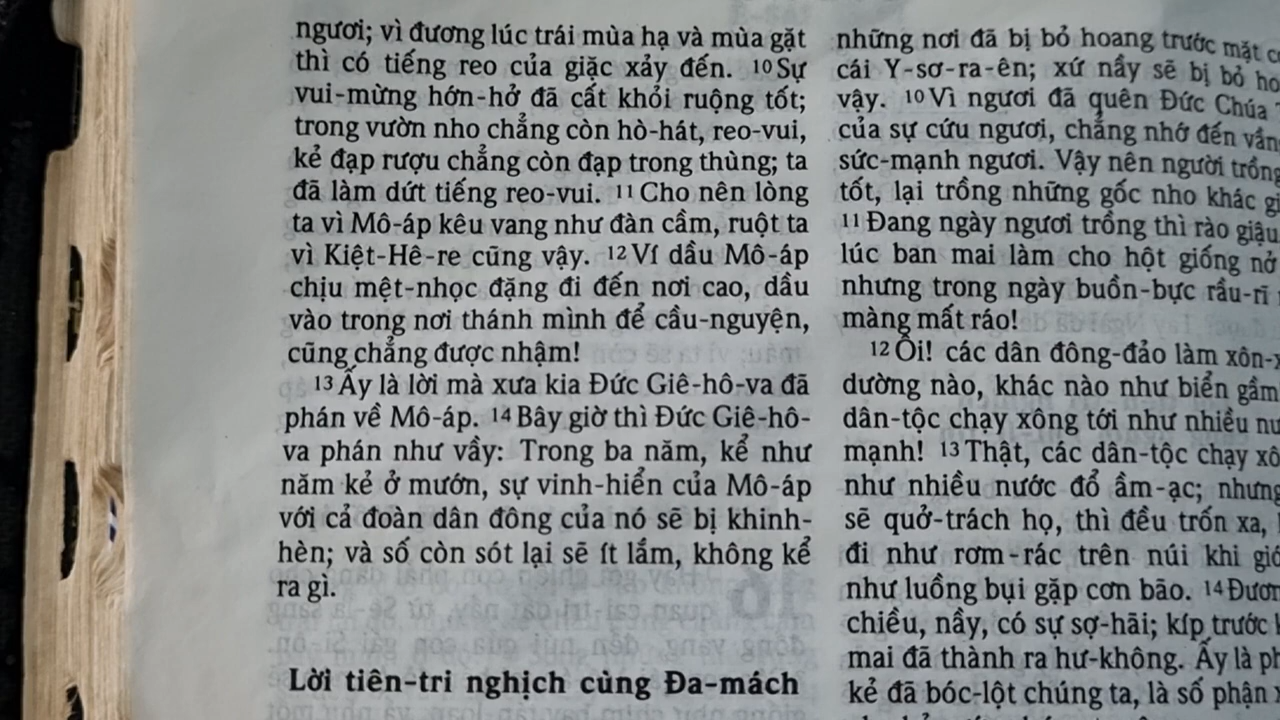 ngươi; vì đương lúc trái mùa hạ và mùa gặt
thì có tiếng reo của giặc xảy đến. 10 Sự
vui-mừng hớn-hở đã cất khỏi ruộng tốt;
trong vườn nho chẳng còn hò-hát, reo-vui,
kẻ đạp rượu chẳng còn đạp trong thùng; ta
đã làm dứt tiếng reo-vui. 11 Cho nên lòng
ta vì Mô-áp kêu vang như đàn cầm, ruột ta
vì Kiệt-Hê-re cũng vậy. 12 Ví dầu Mô-áp
chịu mệt-nhọc đặng đi đến nơi cao, dầu
vào trong nơi thánh mình để cầu-nguyện,
cũng chẳng được nhậm!
13 Ấy là lời mà xưa kia Đức Giê-hô-va đã
phán về Mô-áp. 14 Bây giờ thì Đức Giê-hô-
va phán như vầy: Trong ba năm, kể như
năm kẻ ở mướn, sự vinh-hiển của Mô-áp
với cả đoàn dân đông của nó sẽ bị khinh-
hèn; và số còn sót lại sẽ ít lắm, không kể
ra gì.
Lời tiên-tri nghịch cùng Đa-mách
những nơi đã bị bỏ hoang trước mặt
cái Y-sơ-ra-ên; xứ nầy sẽ bị bỏ
vậy. 10 Vì ngươi đã quên Đức Chúa
của sự cứu ngươi, chẳng nhớ đến
sức-mạnh ngươi. Vậy nên ngươi trồng
tốt, lại trồng những gốc nho khác
11 Đang ngày ngươi trồng thì rào giậu
lúc ban mai làm cho hột giống nở
nhưng trong ngày buồn-bực rầu-rĩ
màng mất ráo!
12 Ôi! các dân đông-đảo làm xôn-
dường nào, khác nào như biển gầm
dân-tộc chạy xông tới như nhiều
mạnh! 13 Thật, các dân-tộc chạy
như nhiều nước đổ ầm-ạc; nhưng
sẽ quở-trách họ, thì đều trốn xa,
đi như rơm-rác trên núi khi
như luồng bụi gặp cơn bão. 14
chiều, nầy, có sự sợ-hãi; kíp trước
mai đã thành ra hư-không. Ấy là
kẻ đã bóc-lột chúng ta, là số phận